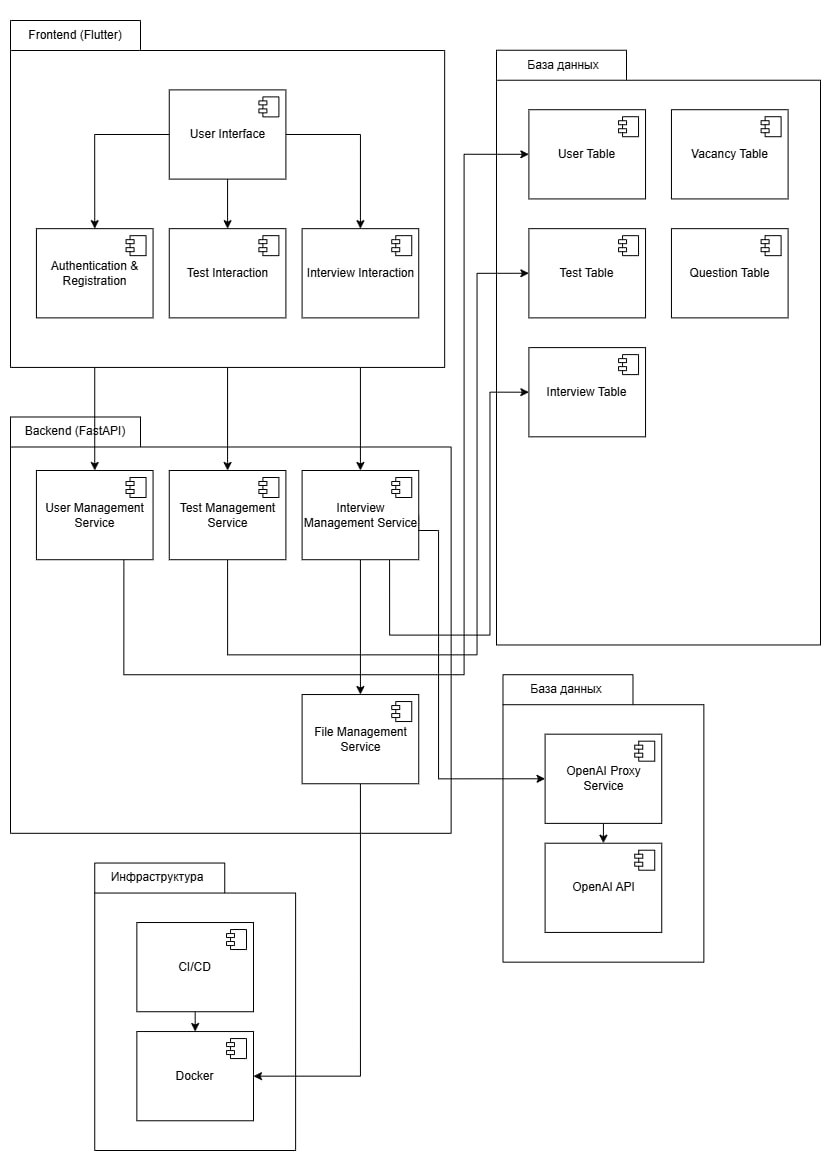 Frontend (Flutter)
User Interface
Authentication &
Registration
Test Interaction
Interview Interaction
База данных
User Table
Vacancy Table
Test Table
Question Table
Interview Table
Backend (FastAPI)
User Management
Service
Test Management
Service
Interview
Management Service
File Management
Service
База данных
OpenAI Proxy
Service
OpenAI API
Инфраструктура
CI/CD
Docker